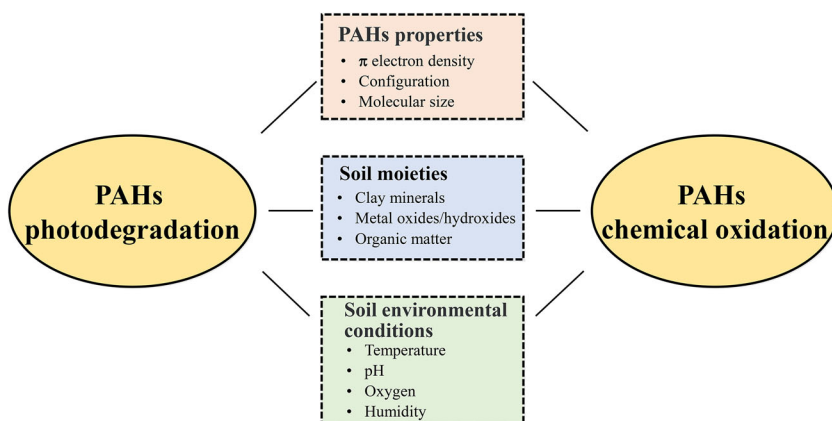 PAHs properties
• π electron density
• Configuration
• Molecular size
PAHs
photodegradation
Soil moieties
• Clay minerals
• Metal oxides/hydroxides
• Organic matter
PAHs
chemical oxidation
Soil environmental
conditions
• Temperature
• pH
• Oxygen
• Humidity